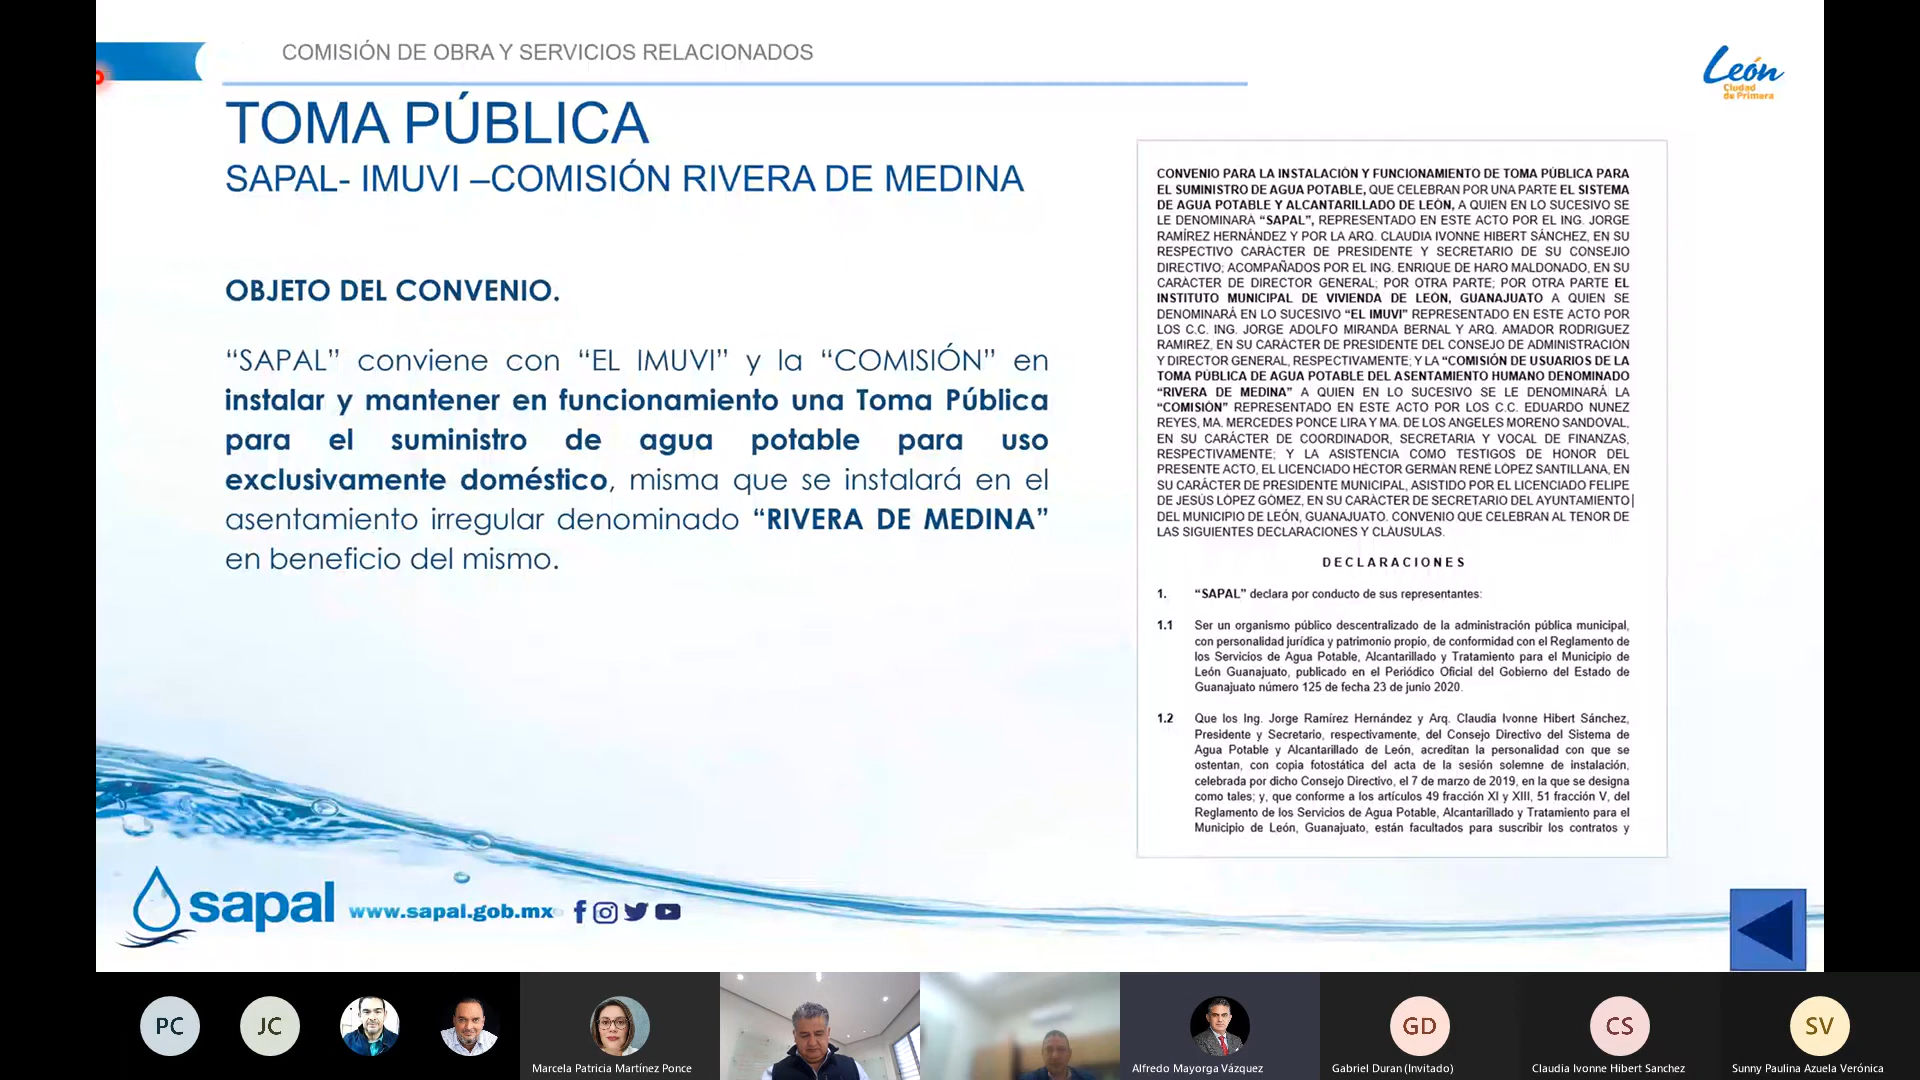 COMISIÓN DE OBRA Y SERVICIOS RELACIONADOS
León
Ciudad
de Primera
TOMA PÚBLICA
SAPAL- IMUVI –COMISIÓN RIVERA DE MEDINA
OBJETO DEL CONVENIO.
“SAPAL” conviene con “EL IMUVI” y la “COMISIÓN” en
instalar y mantener en funcionamiento una Toma Pública
para el suministro de agua potable para uso
exclusivamente doméstico, misma que se instalará en el
asentamiento irregular denominado “RIVERA DE MEDINA”
en beneficio del mismo.
CONVENIO PARA LA INSTALACIÓN Y FUNCIONAMIENTO DE TOMA PÚBLICA PARA
EL SUMINISTRO DE AGUA POTABLE, QUE CELEBRAN POR UNA PARTE EL SISTEMA
DE AGUA POTABLE Y ALCANTARILLADO DE LEÓN, A QUIEN EN LO SUCESIVO SE
LE DENOMINARÁ “SAPAL”, REPRESENTADO EN ESTE ACTO POR EL ING. JORGE
RAMÍREZ HERNÁNDEZ Y POR LA ARQ. CLAUDIA IVONNE HIBERT SÁNCHEZ, EN SU
RESPECTIVO CARÁCTER DE PRESIDENTE Y SECRETARIO DE SU CONSEJO
DIRECTIVO; ACOMPAÑADOS POR EL ING. ENRIQUE DE HARO MALDONADO, EN SU
CARÁCTER DE DIRECTOR GENERAL; POR OTRA PARTE; POR OTRA PARTE EL
INSTITUTO MUNICIPAL DE VIVIENDA DE LEÓN, GUANAJUATO A QUIEN SE
DENOMINARÁ EN LO SUCESIVO “EL IMUVI” REPRESENTADO EN ESTE ACTO POR
LOS C.C. ING. JORGE ADOLFO MIRANDA BERNAL Y ARQ. AMADOR RODRIGUEZ
RAMIREZ, EN SU CARÁCTER DE PRESIDENTE DEL CONSEJO DE ADMINISTRACIÓN
Y DIRECTOR GENERAL, RESPECTIVAMENTE; Y LA “COMISIÓN DE USUARIOS DE LA
TOMA PÚBLICA DE AGUA POTABLE DEL ASENTAMIENTO HUMANO DENOMINADO
“RIVERA DE MEDINA” A QUIEN EN LO SUCESIVO SE LE DENOMINARÁ LA
“COMISIÓN” REPRESENTADO EN ESTE ACTO POR LOS C.C. EDUARDO NUNEZ
REYES, MA. MERCEDES PONCE LIRA Y MA. DE LOS ANGELES MORENO SANDOVAL,
EN SU CARÁCTER DE COORDINADOR, SECRETARIA Y VOCAL DE FINANZAS,
RESPECTIVAMENTE; Y LA ASISTENCIA COMO TESTIGOS DE HONOR DEL
PRESENTE ACTO, EL LICENCIADO HÉCTOR GERMÁN RENÉ LÓPEZ SANTILLANA, EN
SU CARÁCTER DE PRESIDENTE MUNICIPAL, ASISTIDO POR EL LICENCIADO FELIPE
DE JESÚS LÓPEZ GÓMEZ, EN SU CARÁCTER DE SECRETARIO DEL AYUNTAMIENTO
DEL MUNICIPIO DE LEÓN, GUANAJUATO. CONVENIO QUE CELEBRAN AL TENOR DE
LAS SIGUIENTES DECLARACIONES Y CLÁUSULAS.
DECLARACIONES
1. “SAPAL” declara por conducto de sus representantes:
1.1 Ser un organismo público descentralizado de la administración pública municipal,
con personalidad jurídica y patrimonio propio, de conformidad con el Reglamento de
los Servicios de Agua Potable, Alcantarillado y Tratamiento para el Municipio de
León Guanajuato, publicado en el Periódico Oficial del Gobierno del Estado de
Guanajuato número 125 de fecha 23 de junio 2020.
1.2 Que los Ing. Jorge Ramírez Hernández y Arq. Claudia Ivonne Hibert Sánchez,
Presidente y Secretario, respectivamente, del Consejo Directivo del Sistema de
Agua Potable y Alcantarillado de León, acreditan la personalidad con que se
ostentan, con copia fotostática del acta de la sesión solemne de instalación,
celebrada por dicho Consejo Directivo, el 7 de marzo de 2019, en la que se designa
como tales; y, que conforme a los artículos 49 fracción XI y XIII, 51 fracción V, del
Reglamento de los Servicios de Agua Potable, Alcantarillado y Tratamiento para el
Municipio de León, Guanajuato, están facultados para suscribir los contratos y
sapal www.sapal.gob.mx
PC
JC
Marcela Patricia Martínez Ponce
Alfredo Mayorga Vázquez
GD
Gabriel Duran (Invitado)
CS
Claudia Ivonne Hibert Sanchez
SV
Sunny Paulina Azuela Verónica